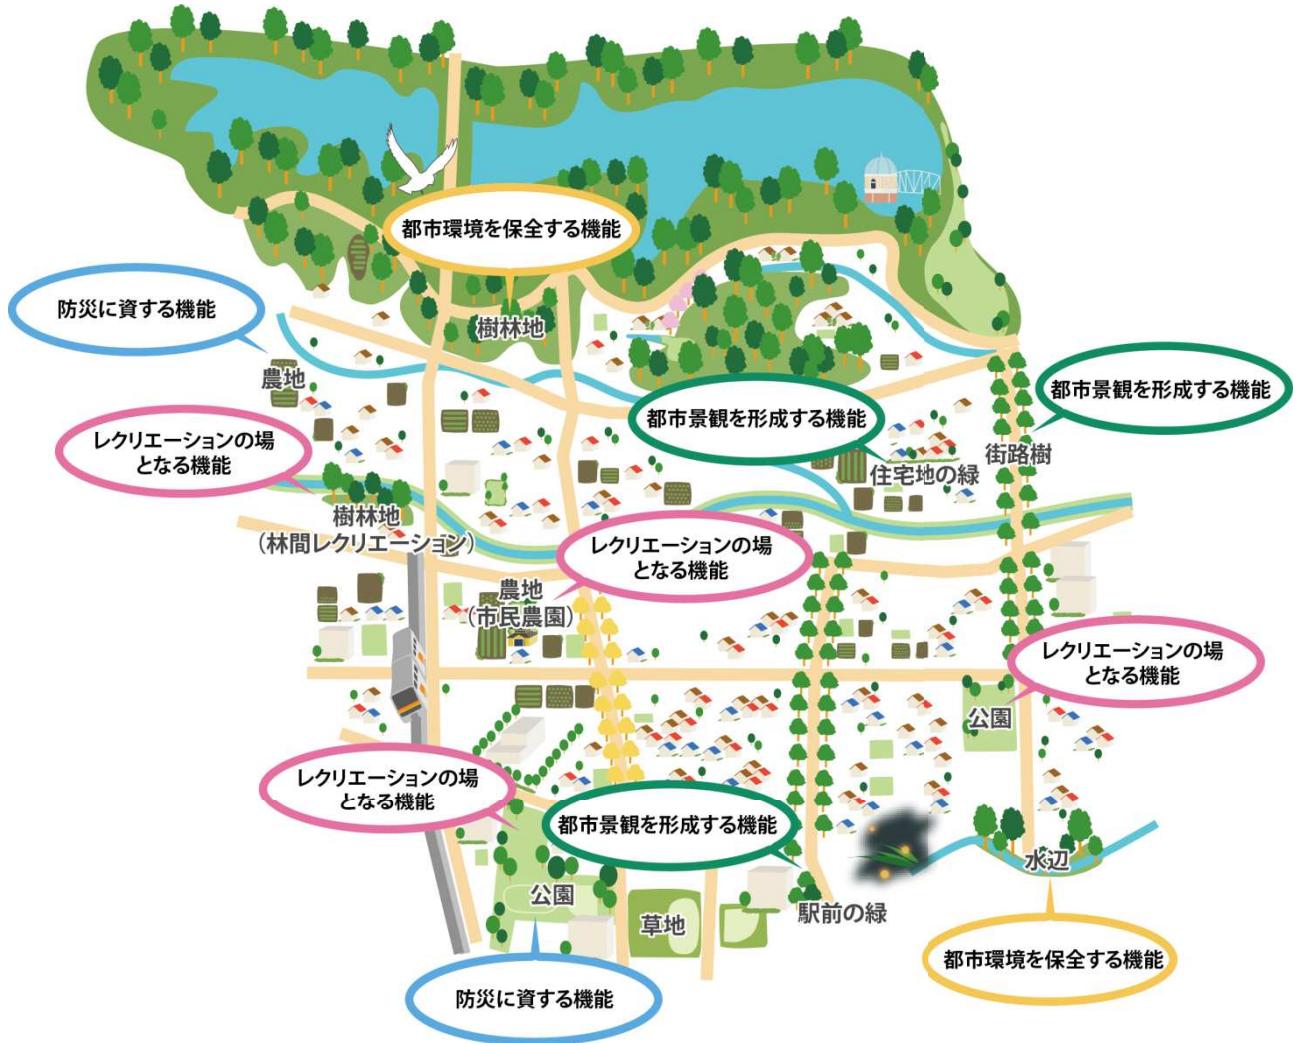 都市環境を保全する機能
防災に資する機能
樹林地
農地
都市景観を形成する機能
都市景観を形成する機能
レクリエーションの場
となる機能
街路樹
住宅地の緑
樹林地
(林間レクリエーション)
レクリエーションの場
となる機能
農地
(市民農園)
レクリエーションの場
となる機能
公園
レクリエーションの場
となる機能
都市景観を形成する機能
水辺
公園
駅前の緑
草地
都市環境を保全する機能
防災に資する機能